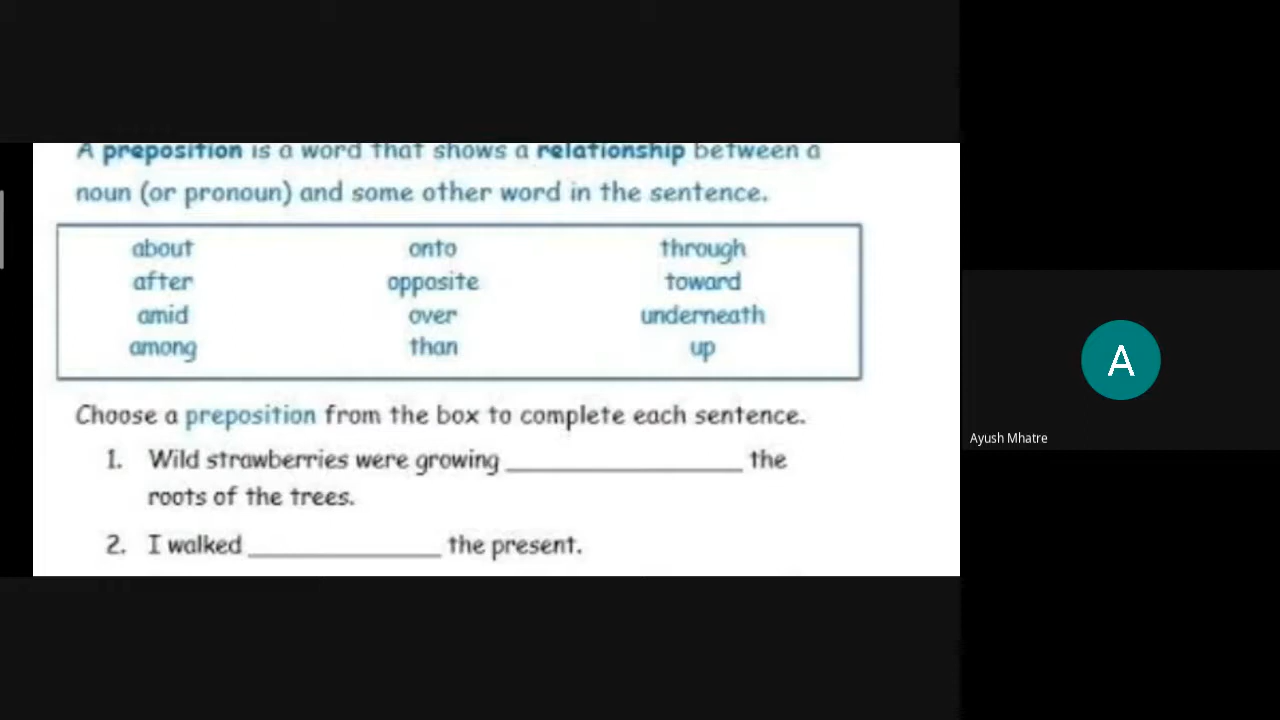 A preposition is a word that shows a relationship between a
noun (or pronoun) and some other word in the sentence.
about onto through
after opposite toward
amid over underneath
among than up
Choose a preposition from the box to complete each sentence.
1. Wild strawberries were growing ____________ the
roots of the trees.
2. I walked ____________ the present.
A
Ayush Mhatre